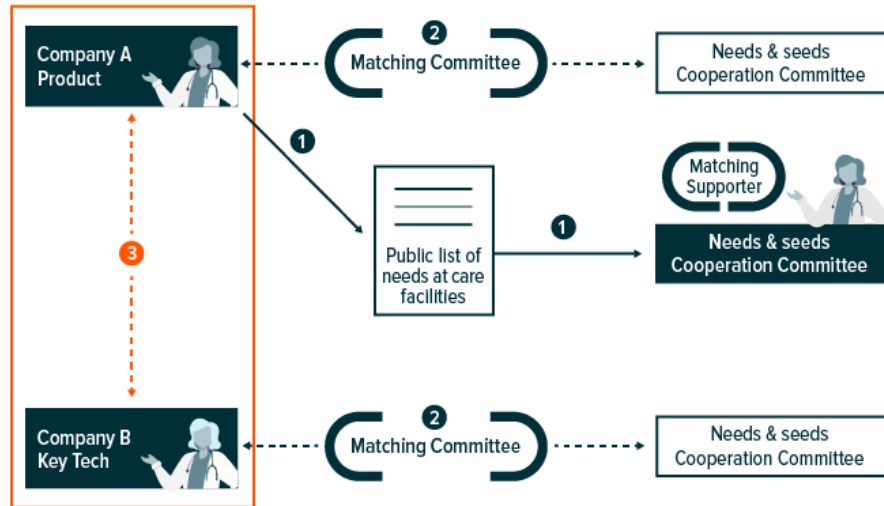 Company A
Product
2
Matching Committee
Needs & seeds
Cooperation Committee
1
Public list of
needs at care
facilities
1
Matching
Supporter
Needs & seeds
Cooperation Committee
3
Company B
Key Tech
2
Matching Committee
Needs & seeds
Cooperation Committee